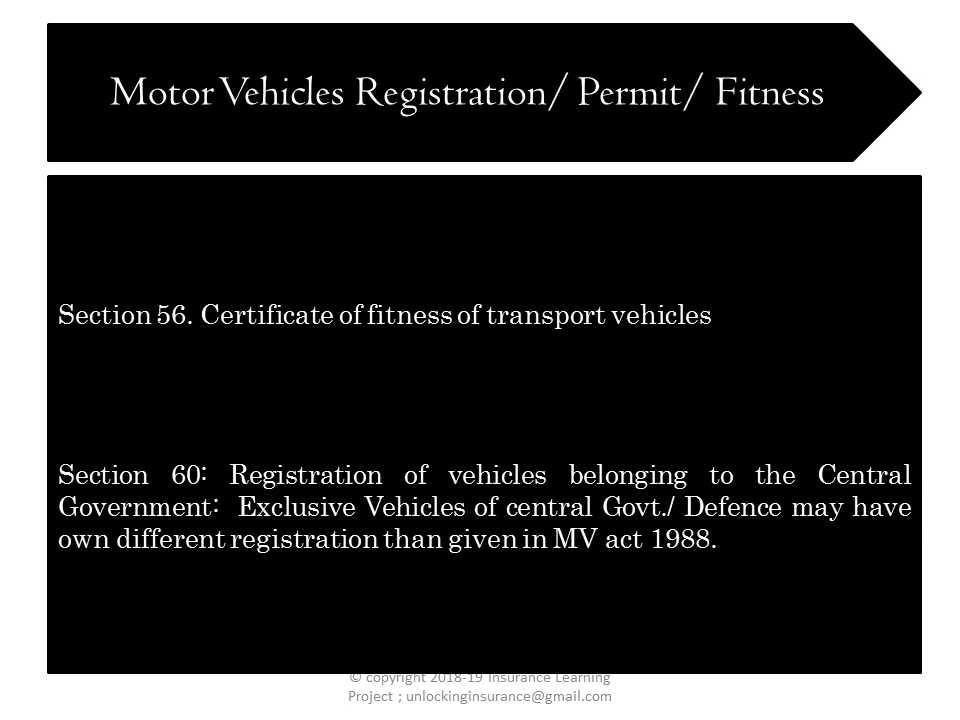 Motor Vehicles Registration/ Permit/ Fitness
Section 56. Certificate of fitness of transport vehicles
Section 60: Registration of vehicles belonging to the Central
Government: Exclusive Vehicles of central Govt./ Defence may have
own different registration than given in MV act 1988.
© copyright 2018-19 Insurance Learning
Project ; unlockinginsurance@gmail.com